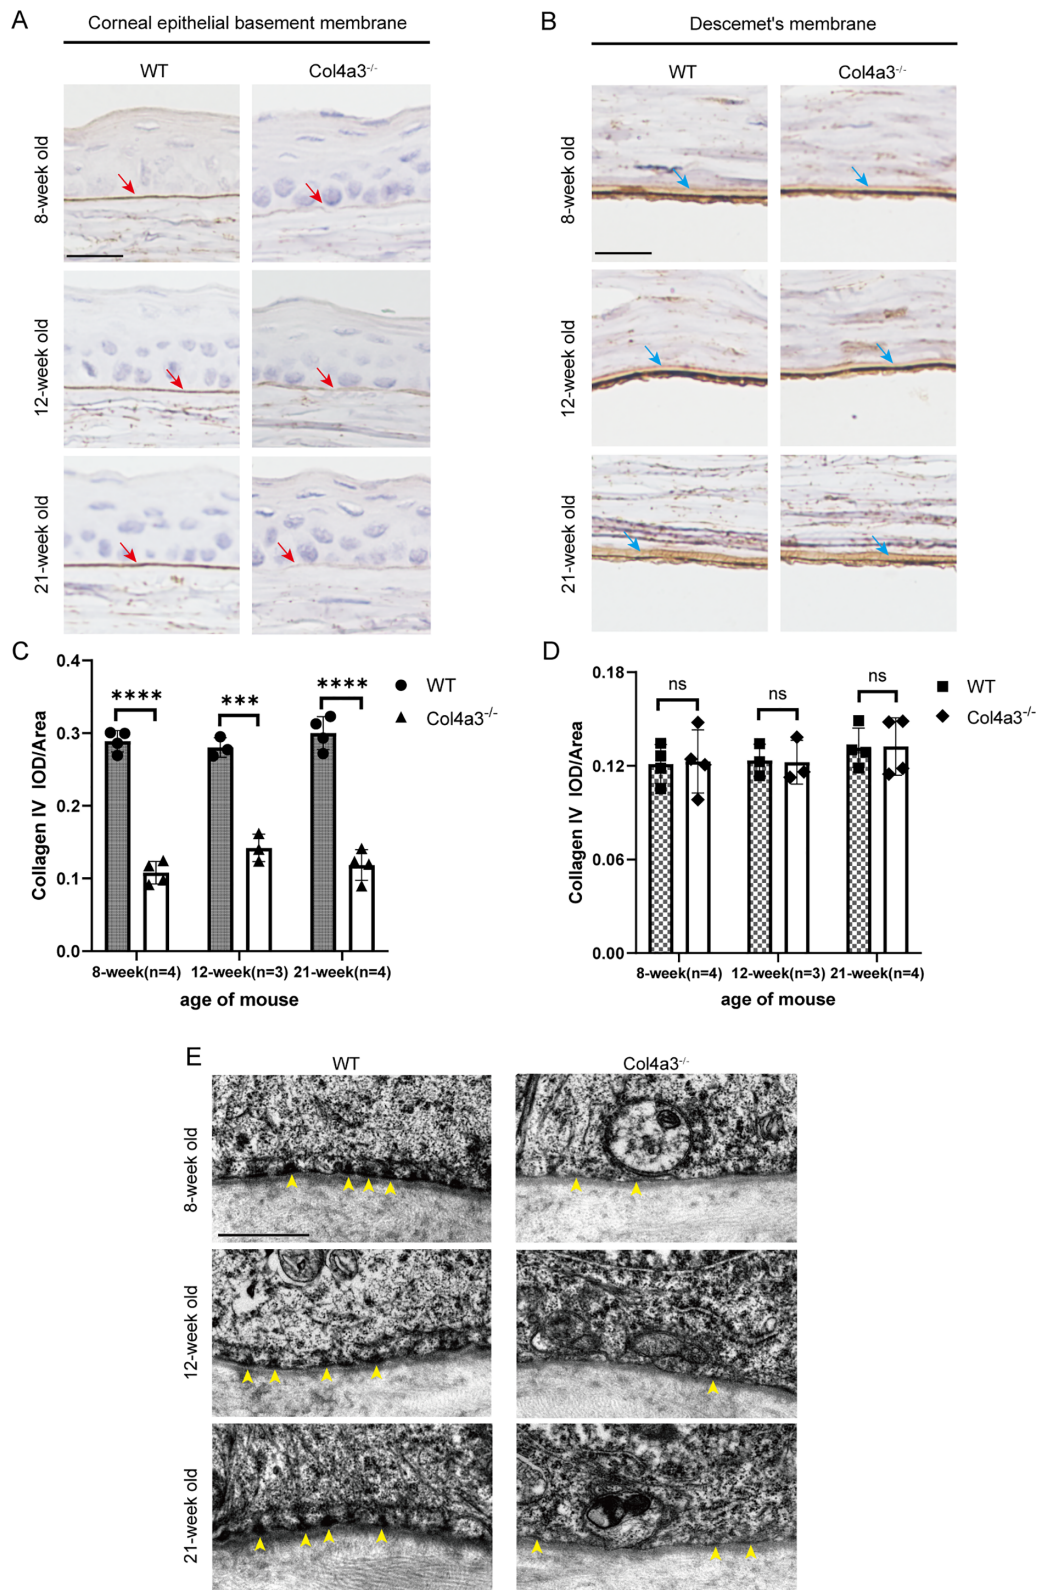 A
Corneal epithelial basement membrane
WT
Col4a3-/-
8-week old
12-week old
21-week old
B
Descemet's membrane
WT
Col4a3-/-
8-week old
12-week old
21-week old
C
Collagen IV IOD/Area
0.4
0.3
0.2
0.1
0.0
****
***
****
WT
Col4a3-/-
8-week(n=4)
12-week(n=3)
21-week(n=4)
age of mouse
D
Collagen IV IOD/Area
0.18
0.12
0.06
0.00
ns
ns
ns
WT
Col4a3-/-
8-week(n=4)
12-week(n=3)
21-week(n=4)
age of mouse
E
WT
Col4a3-/-
8-week old
12-week old
21-week old